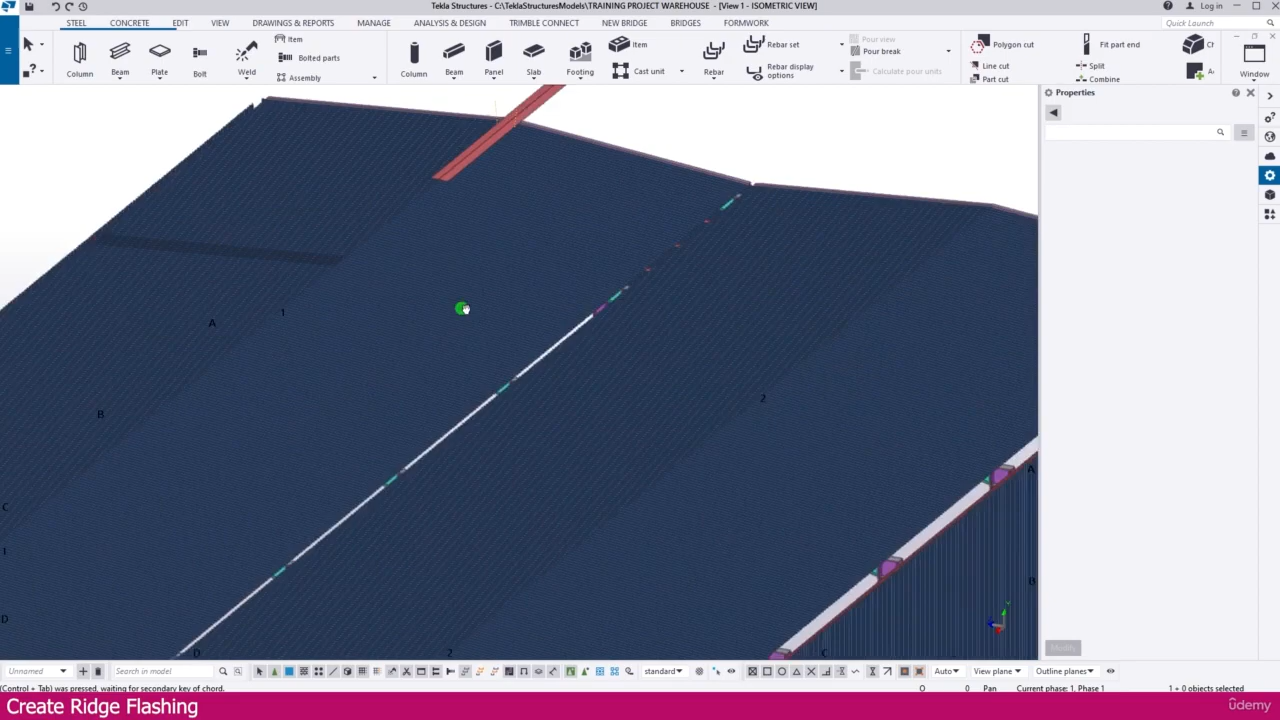 Tekla Structures - C:\TeklaStructuresModels\TRAINING PROJECT WAREHOUSE - [View 1 - ISOMETRIC VIEW]
Log in
STEEL
CONCRETE
EDIT
VIEW
DRAWINGS & REPORTS
MANAGE
ANALYSIS & DESIGN
TRIMBLE CONNECT
NEW BRIDGE
BRIDGES
FORMWORK
Quick Launch
Column
Beam
Plate
Bolt
Weld
Item
Bolted parts
Assembly
Column
Beam
Panel
Slab
Footing
Item
Cast unit
Rebar
Rebar set
Rebar display
options
Pour view
Pour break
Calculate pour units
Polygon cut
Line cut
Part cut
Fit part end
Split
Combine
Window
Properties
1
A
2
B
C
1
D
D
2
C
A
B
Modify
Unnamed
Search in model
standard
Auto
View plane
Outline planes
(Control + Tab) was pressed, waiting for secondary key of chord.
O
0
Pan
Current phase: 1, Phase 1
1 + 0 objects selected
Create Ridge Flashing
ûdemy